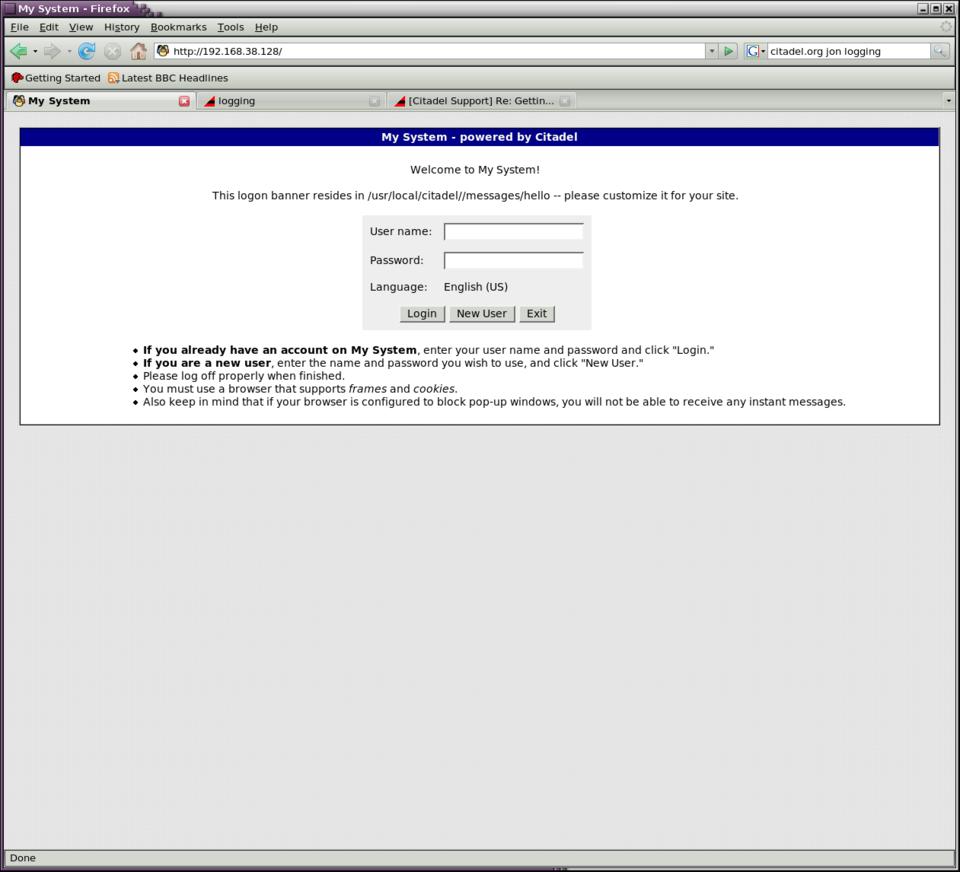 My System - Firefox
File Edit View History Bookmarks Tools Help
http://192.168.38.128/ G citadel.org jon logging
Getting Started Latest BBC Headlines
My System logging [Citadel Support] Re: Gettin...
My System - powered by Citadel
Welcome to My System!
This logon banner resides in /usr/local/citadel//messages/hello -- please customize it for your site.
User name:
Password:
Language: English (US)
Login New User Exit
If you already have an account on My System, enter your user name and password and click "Login."
If you are a new user, enter the name and password you wish to use, and click "New User."
Please log off properly when finished.
You must use a browser that supports frames and cookies.
Also keep in mind that if your browser is configured to block pop-up windows, you will not be able to receive any instant messages.
Done